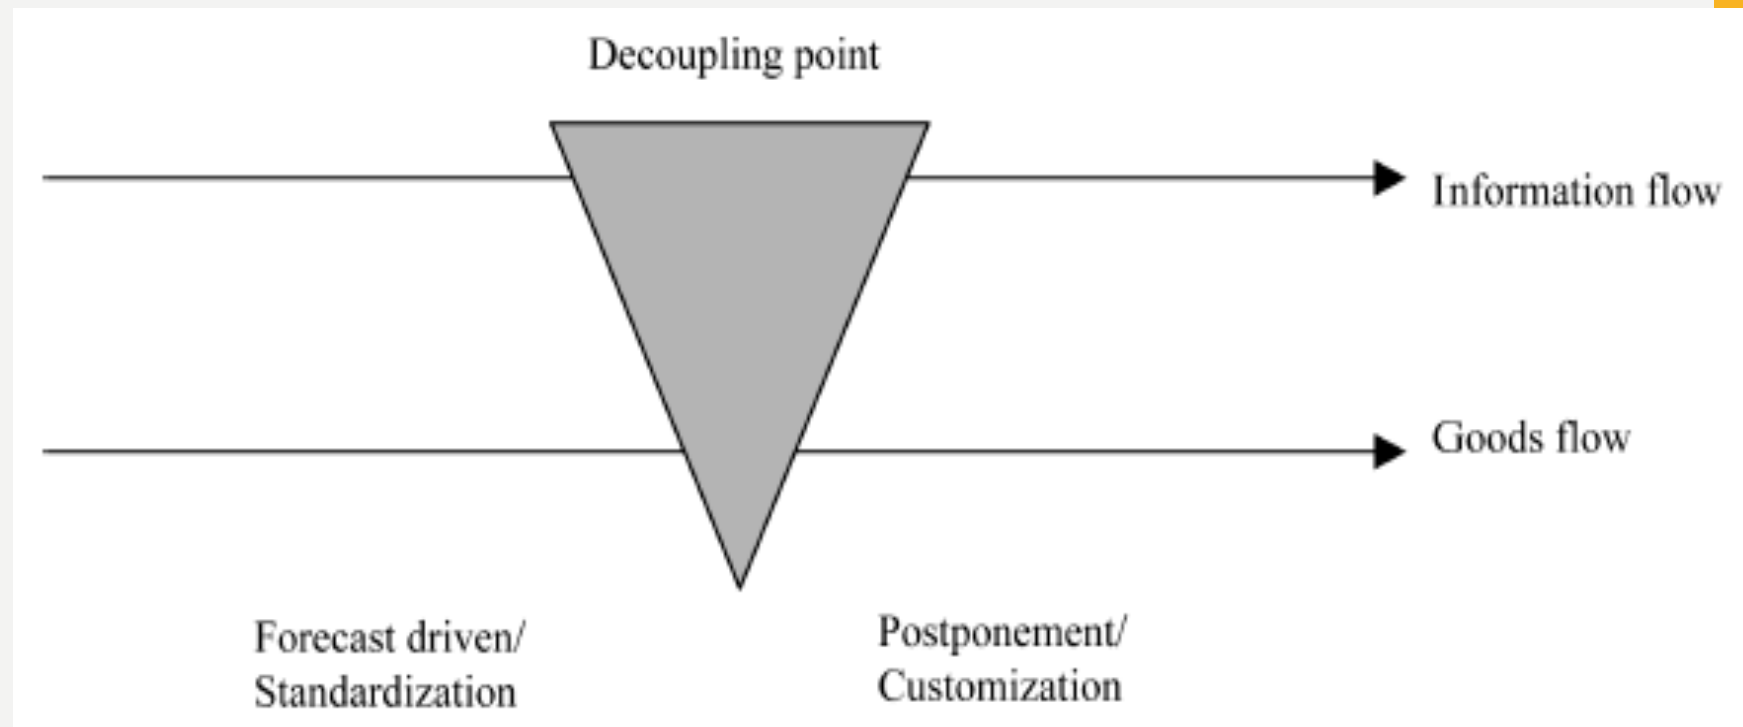 Decoupling point
Information flow
Goods flow
Forecast driven/
Standardization
Postponement/
Customization